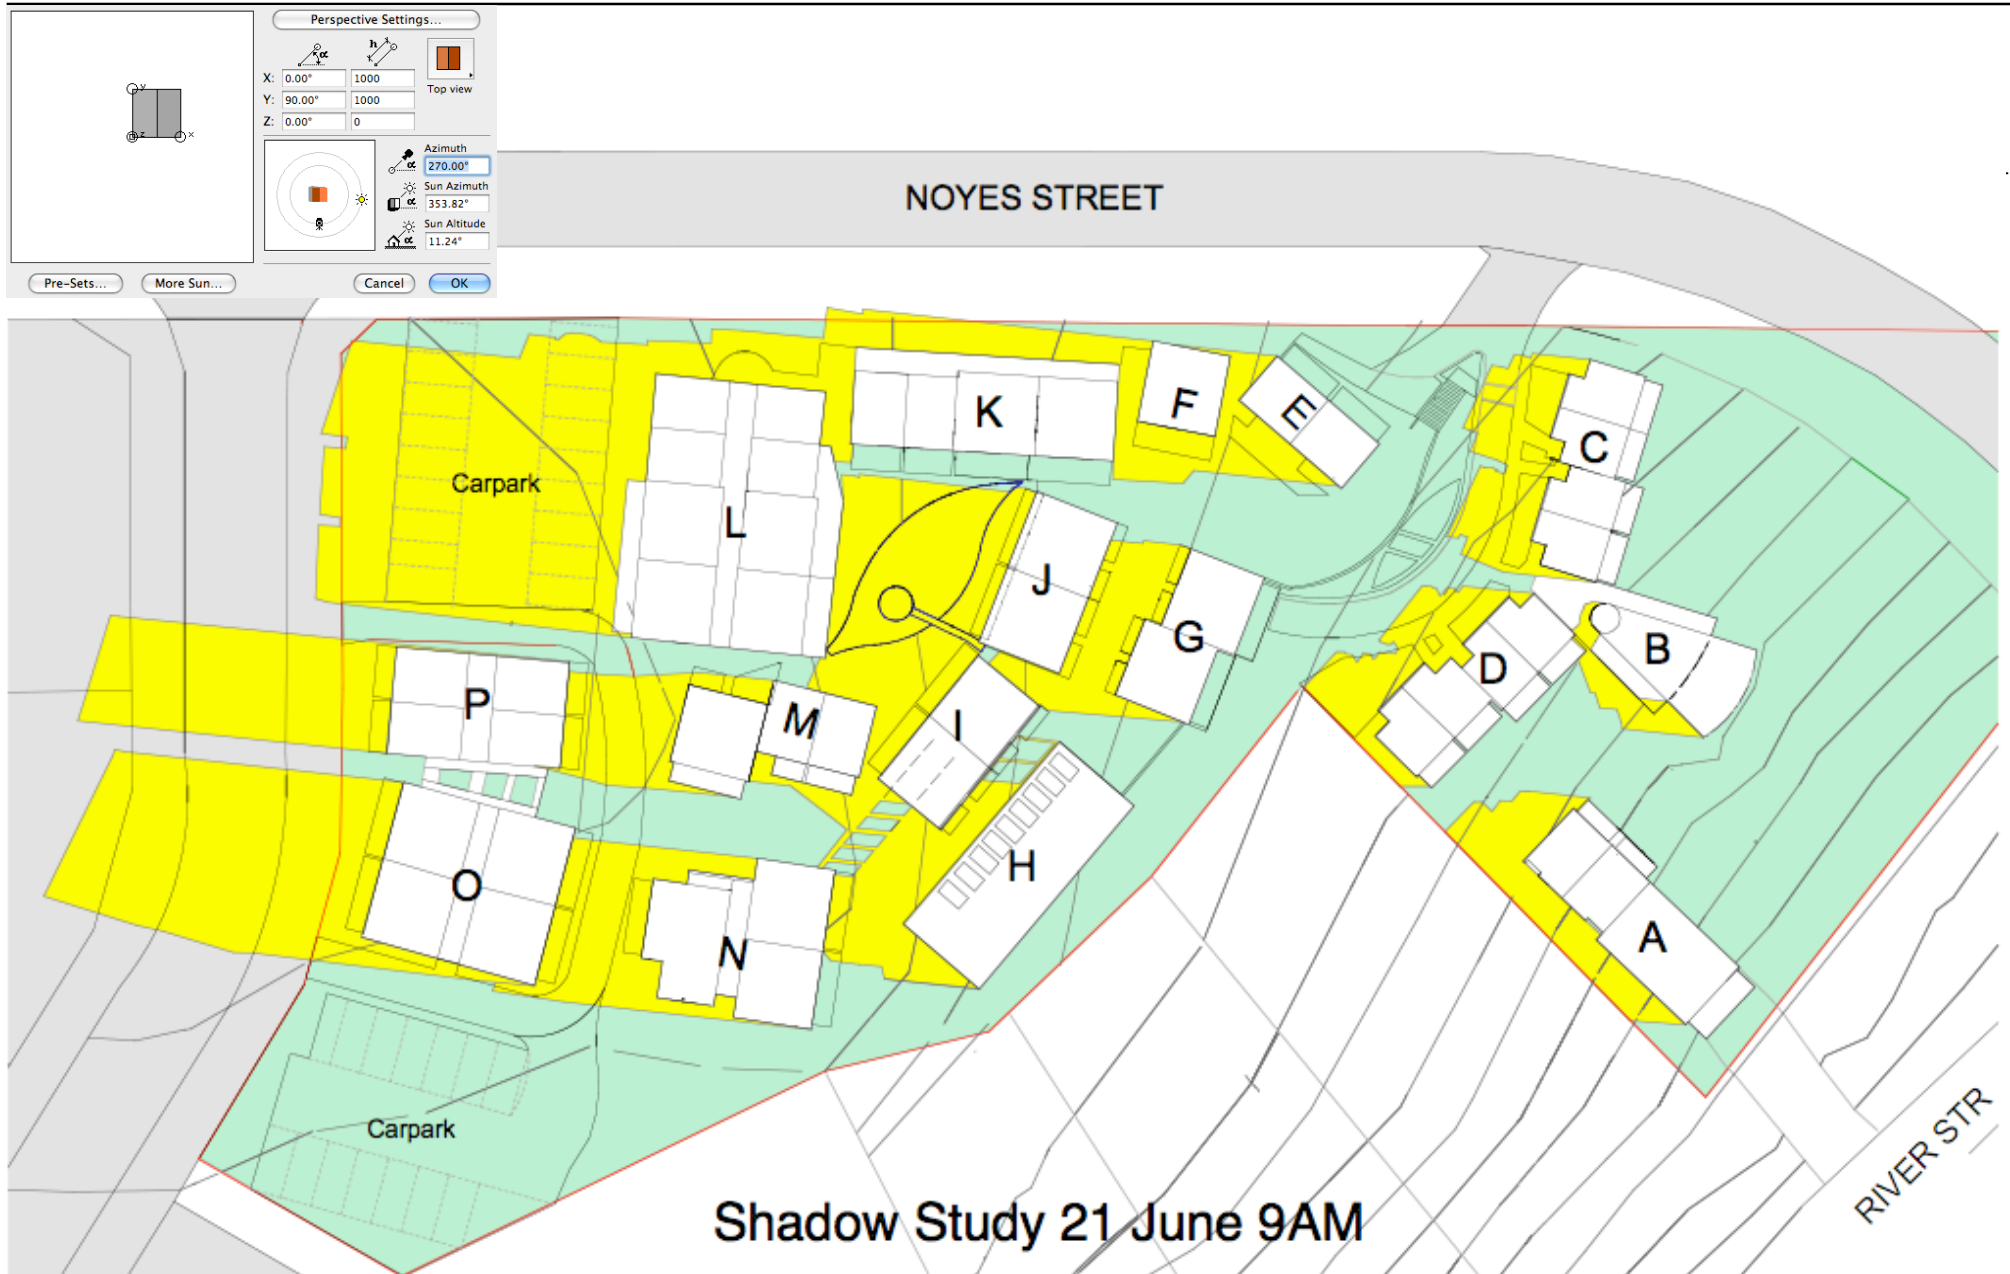 Perspective Settings...
α h
X: 0.00° 1000
Y: 90.00° 1000
Z: 0.00° 0
Top view
y
z x
Azimuth
α 270.00°
Sun Azimuth
α 353.82°
Sun Altitude
α 11.24°
Pre-Sets... More Sun... Cancel OK
NOYES STREET
K F E
C
Carpark
L
J
G
B
D
P
M
I
H
O
N
A
Carpark
RIVER STR
Shadow Study 21 June 9AM